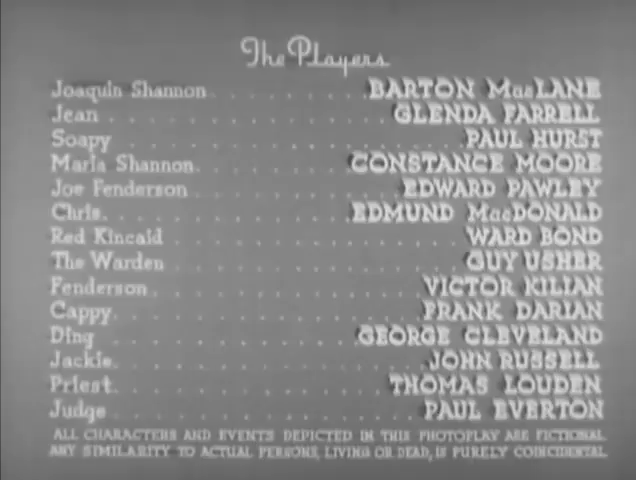 The Players
Joaquin Shannon . . . . . . . . BARTON MacLANE
Jean . . . . . . . . . . . . . GLENDA FARRELL
Soapy . . . . . . . . . . . . . . . PAUL HURST
Maria Shannon . . . . . . . CONSTANCE MOORE
Joe Fenderson . . . . . . . . . EDWARD PAWLEY
Chris . . . . . . . . . . . EDMUND MacDONALD
Red Kincaid . . . . . . . . . . . . . WARD BOND
The Warden . . . . . . . . . . . . . GUY USHER
Fenderson . . . . . . . . . . . . VICTOR KILIAN
Cappy . . . . . . . . . . . . . . FRANK DARIAN
Ding . . . . . . . . . . . GEORGE CLEVELAND
Jackie . . . . . . . . . . . . . . JOHN RUSSELL
Priest . . . . . . . . . . . . . THOMAS LOUDEN
Judge . . . . . . . . . . . . . . PAUL EVERTON
ALL CHARACTERS AND EVENTS DEPICTED IN THIS PHOTOPLAY ARE FICTIONAL.
ANY SIMILARITY TO ACTUAL PERSONS, LIVING OR DEAD, IS PURELY COINCIDENTAL.